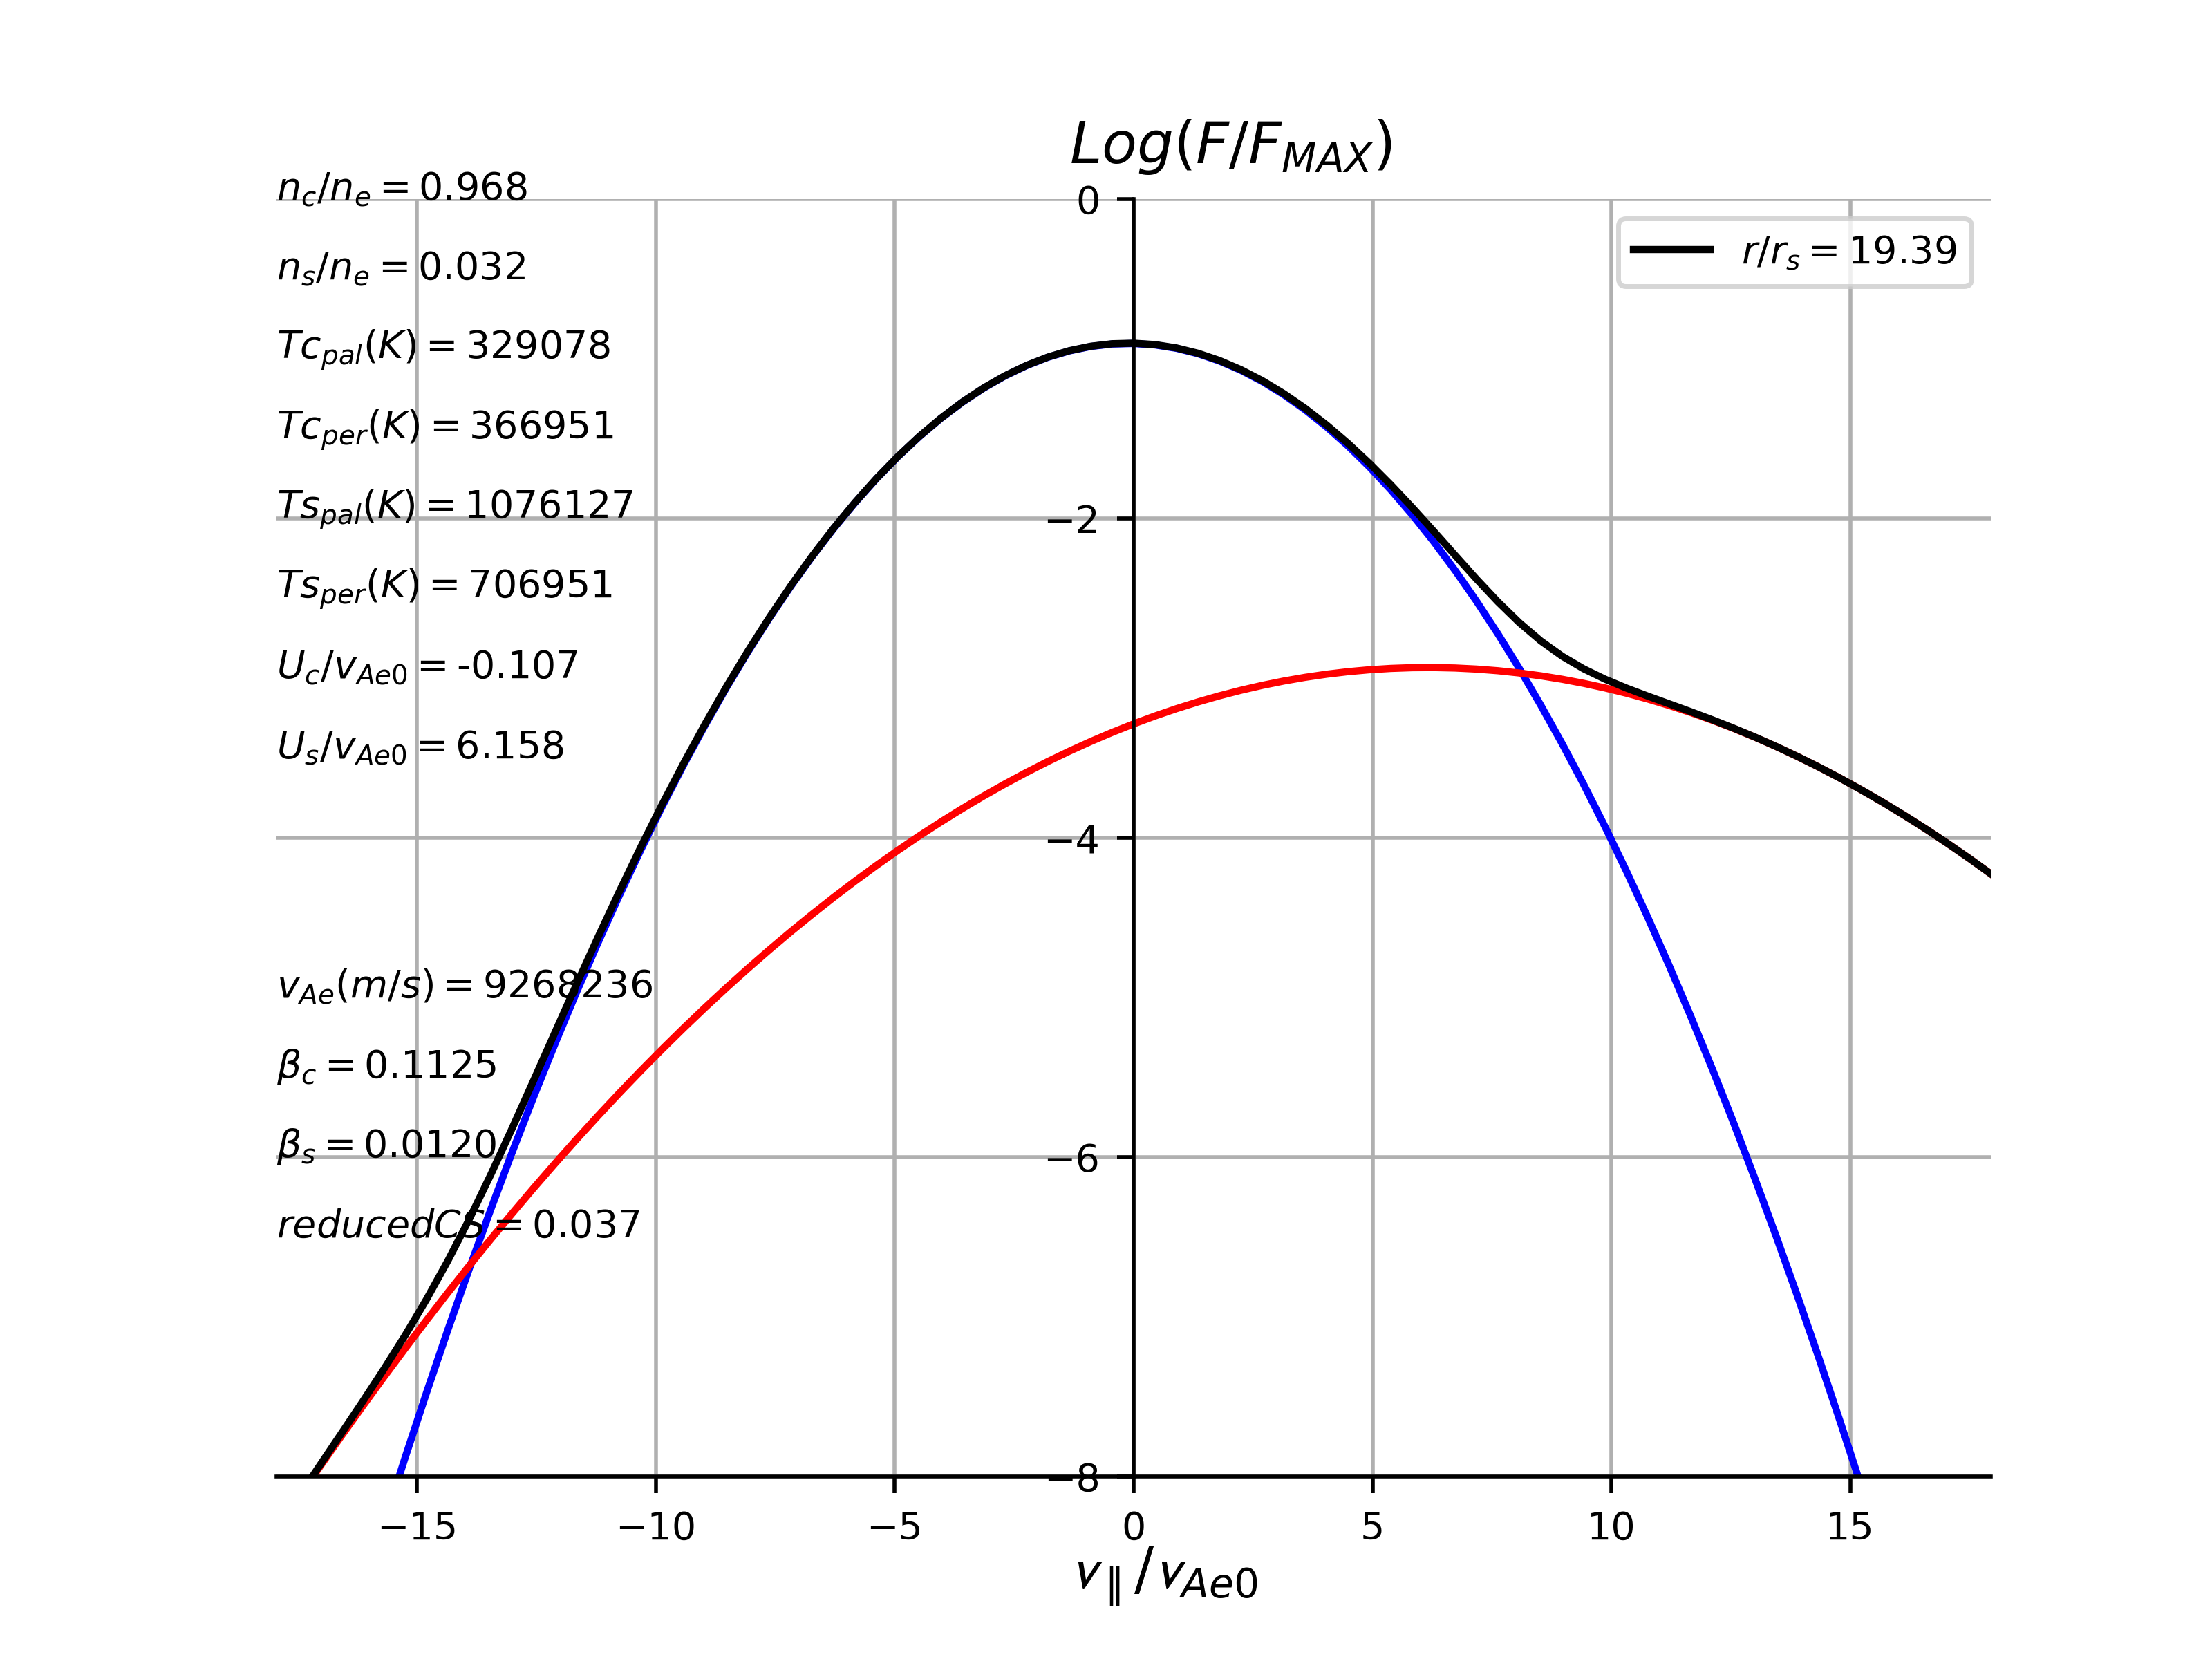 Log(F/F_MAX)
n_c/n_e = 0.968
0
n_s/n_e = 0.032
r/r_s = 19.39
Tc_pal(K) = 329078
Tc_per(K) = 366951
Ts_pal(K) = 1076127
−2
Ts_per(K) = 706951
U_c/v_Ae0 = -0.107
U_s/v_Ae0 = 6.158
−4
v_Ae(m/s) = 9268236
β_c = 0.1125
β_s = 0.0120
−6
reducedCS = 0.037
−8
−15 −10 −5 0 5 10 15
v_∥/v_Ae0